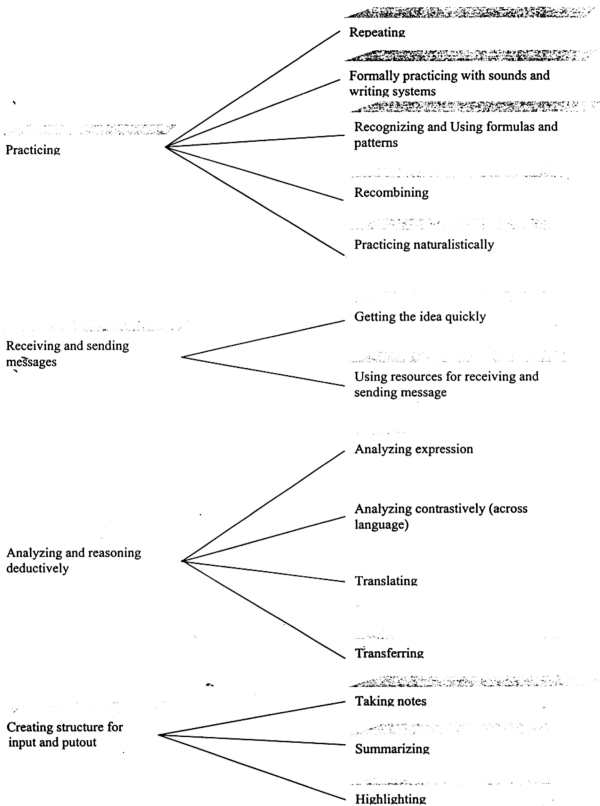 Repeating
Formally practicing with sounds and
writing systems
Recognizing and Using formulas and
patterns
Practicing
Recombining
Practicing naturalistically
Getting the idea quickly
Receiving and sending
messages
Using resources for receiving and
sending message
Analyzing expression
Analyzing contrastively (across
language)
Analyzing and reasoning
deductively
Translating
Transferring
Taking notes
Creating structure for
input and putout
Summarizing
Highlighting